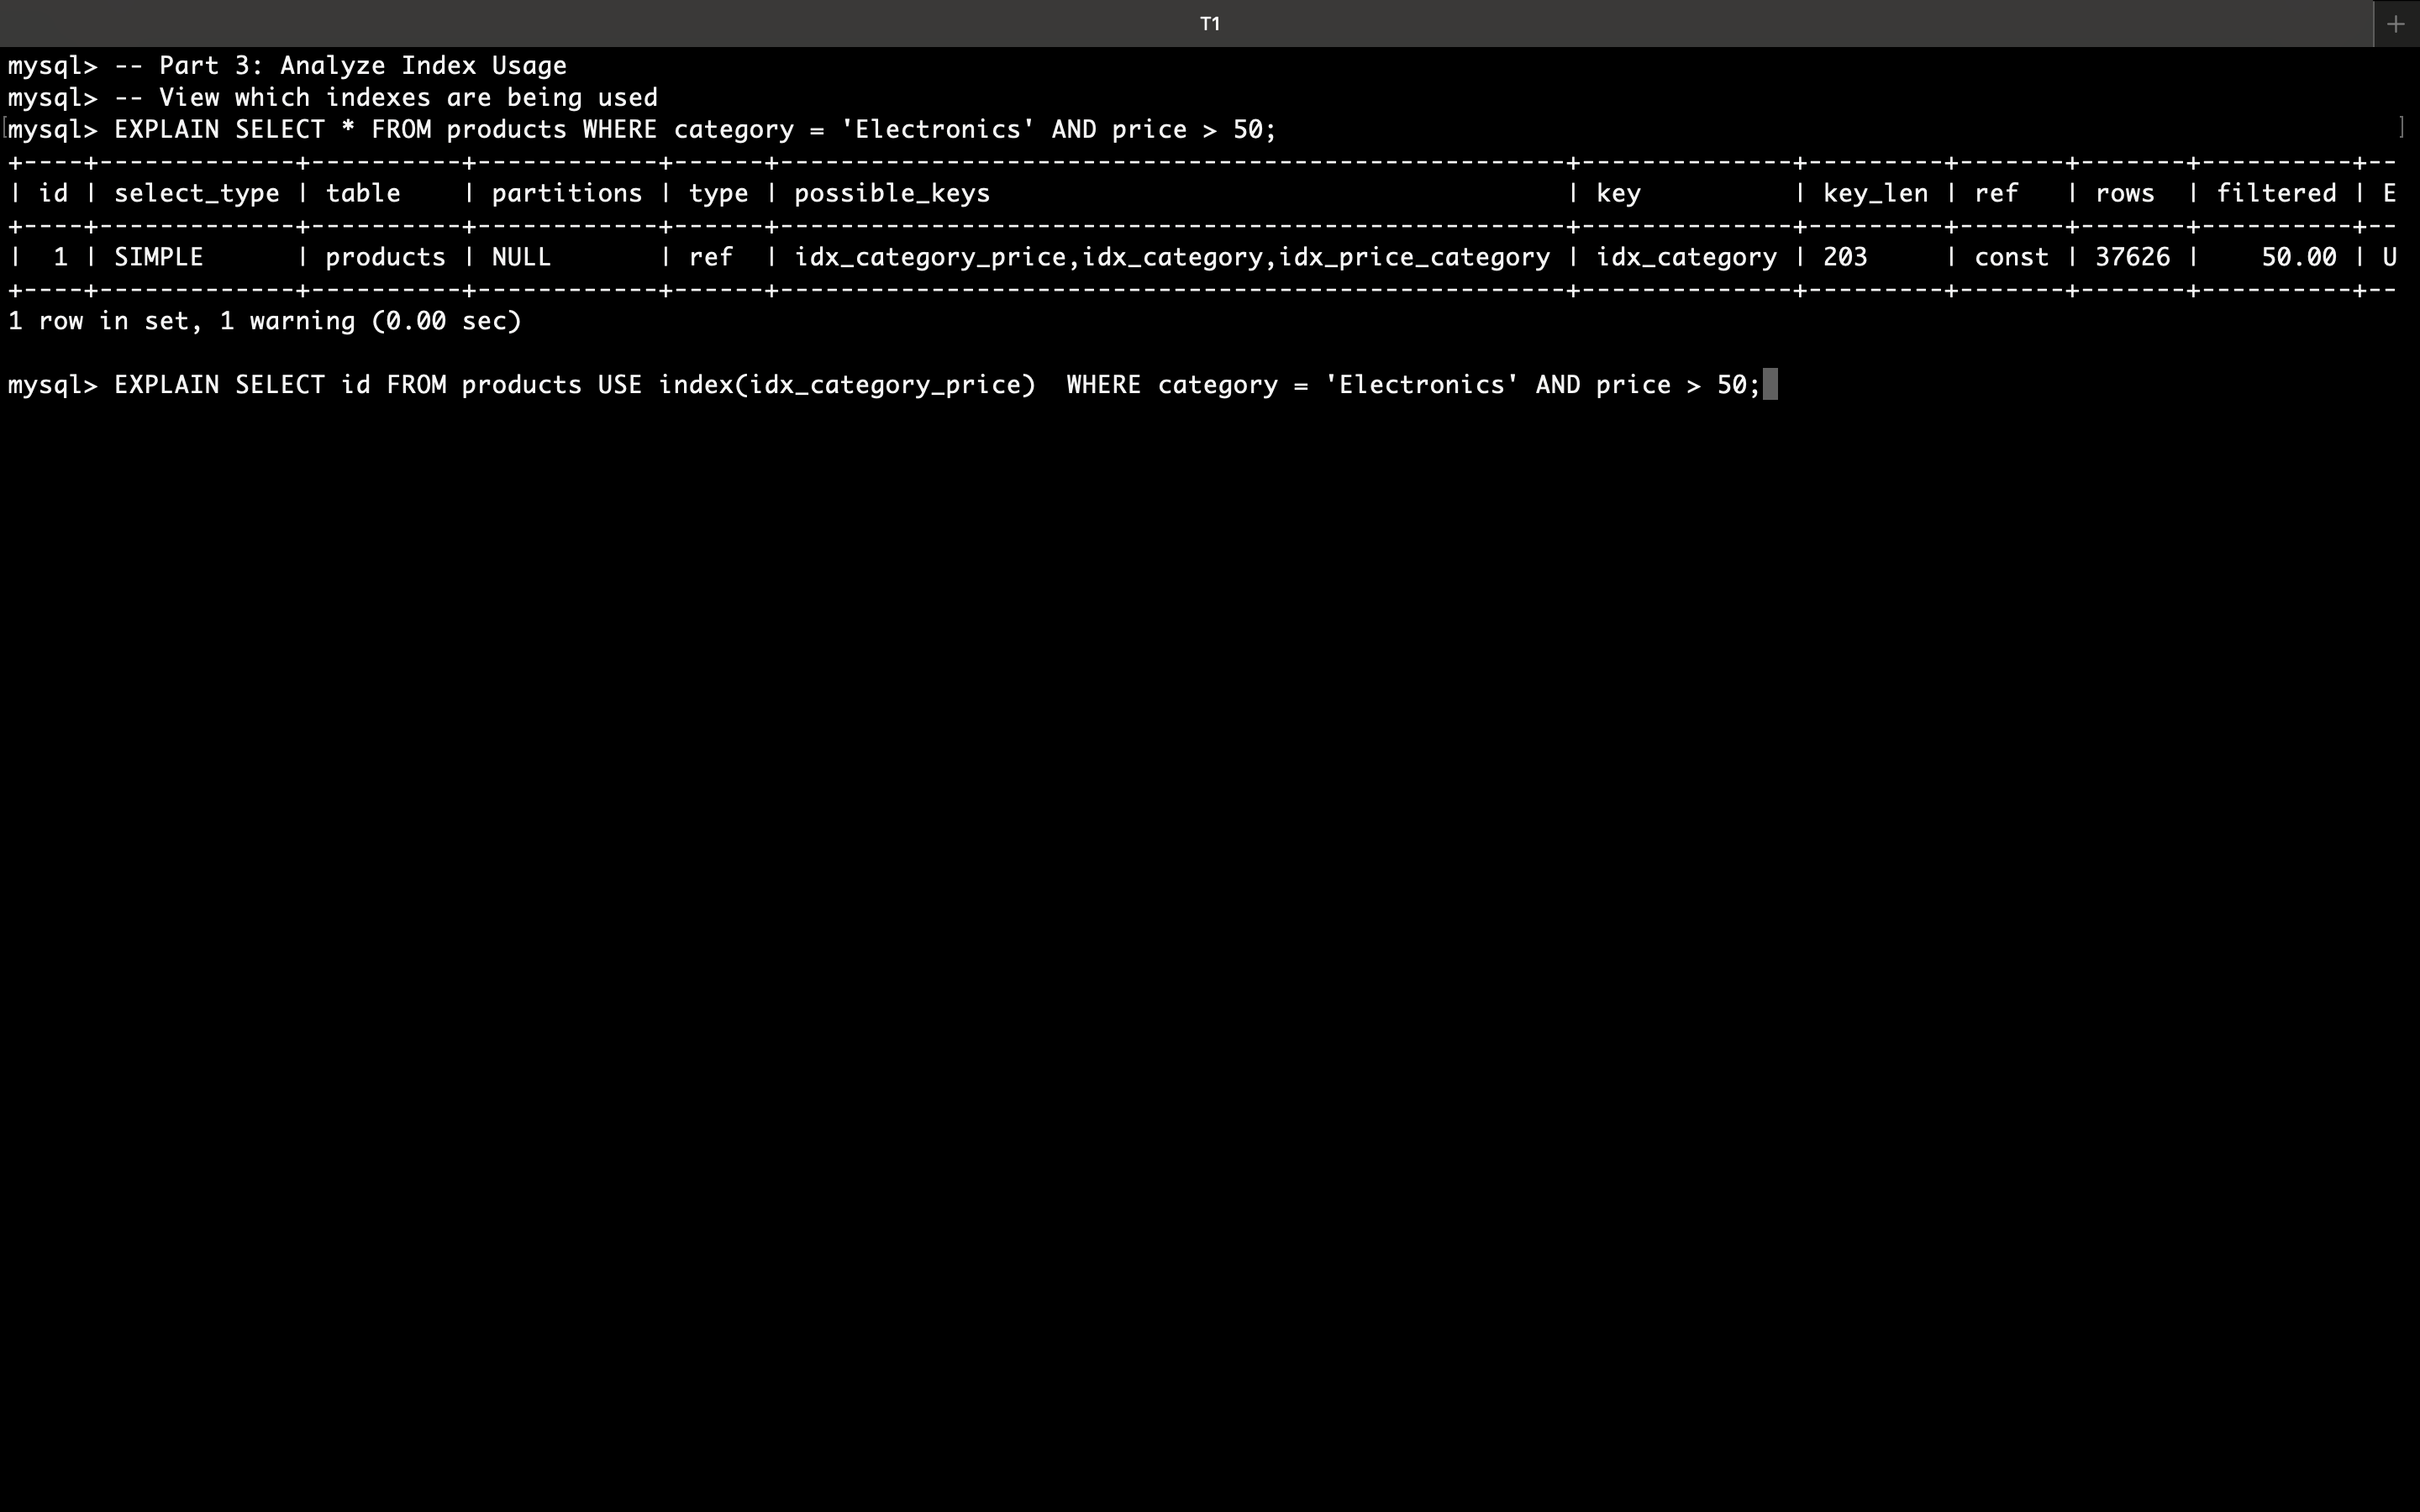 T1
+
mysql> -- Part 3: Analyze Index Usage
mysql> -- View which indexes are being used
[mysql> EXPLAIN SELECT * FROM products WHERE category = 'Electronics' AND price > 50; ]
+----+-------------+----------+------------+------+----------------------------------------------------+--------------+---------+-------+-------+----------+--
| id | select_type | table    | partitions | type | possible_keys                                      | key          | key_len | ref   | rows  | filtered | E
+----+-------------+----------+------------+------+----------------------------------------------------+--------------+---------+-------+-------+----------+--
|  1 | SIMPLE      | products | NULL       | ref  | idx_category_price,idx_category,idx_price_category | idx_category | 203     | const | 37626 |    50.00 | U
+----+-------------+----------+------------+------+----------------------------------------------------+--------------+---------+-------+-------+----------+--
1 row in set, 1 warning (0.00 sec)
mysql> EXPLAIN SELECT id FROM products USE index(idx_category_price)  WHERE category = 'Electronics' AND price > 50;